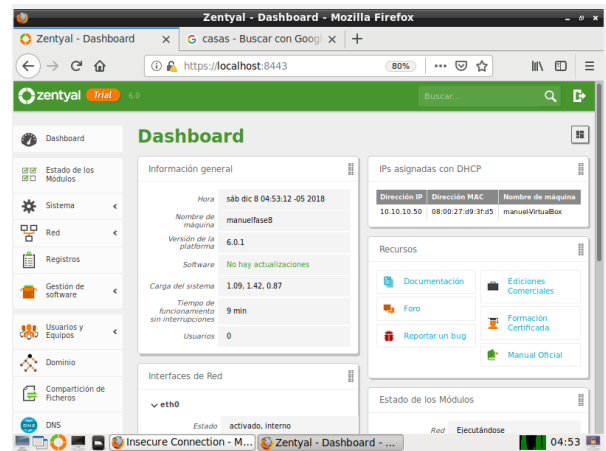 Zentyal - Dashboard - Mozilla Firefox
Zentyal - Dashboard
casas - Buscar con Googl
https://localhost:8443
80%
zentyal Trial 6.0
Buscar...
Dashboard
Estado de los
Módulos
Sistema
Red
Registros
Gestión de
software
Usuarios y
Equipos
Dominio
Compartición de
Ficheros
DNS
Dashboard
Información general
Hora sáb dic 8 04:53:12 -05 2018
Nombre de
máquina manuelfase8
Versión de la
plataforma 6.0.1
Software No hay actualizaciones
Carga del sistema 1.09, 1.42, 0.87
Tiempo de
funcionamiento
sin interrupciones 9 min
Usuarios 0
Interfaces de Red
eth0
Estado activado, interno
IPs asignadas con DHCP
Dirección IP Dirección MAC Nombre de máquina
10.10.10.50 08:00:27:d9:3f:d5 manuel-VirtualBox
Recursos
Documentación
Foro
Reportar un bug
Ediciones
Comerciales
Formación
Certificada
Manual Oficial
Estado de los Módulos
Red Ejecutándose
Insecure Connection - M...
Zentyal - Dashboard - ...
04:53